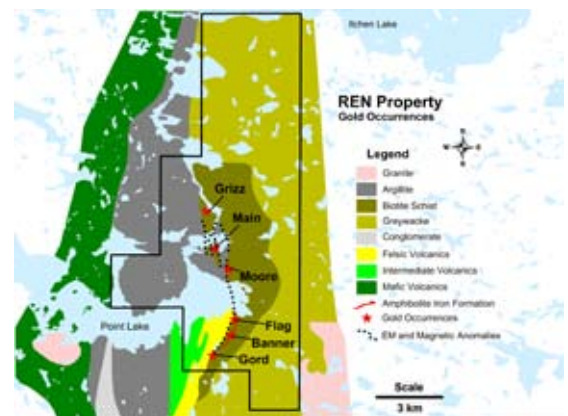 Itchen Lake
REN Property
Gold Occurrences
N
W E
S
Legend
Granite
Argillite
Biotite Schist
Greywacke
Conglomerate
Felsic Volcanics
Intermediate Volcanics
Mafic Volcanics
Amphibolite Iron Formation
Gold Occurrences
EM and Magnetic Anomalies
Scale
3 km
Grizz
Main
Moore
Flag
Banner
Gord
Point Lake